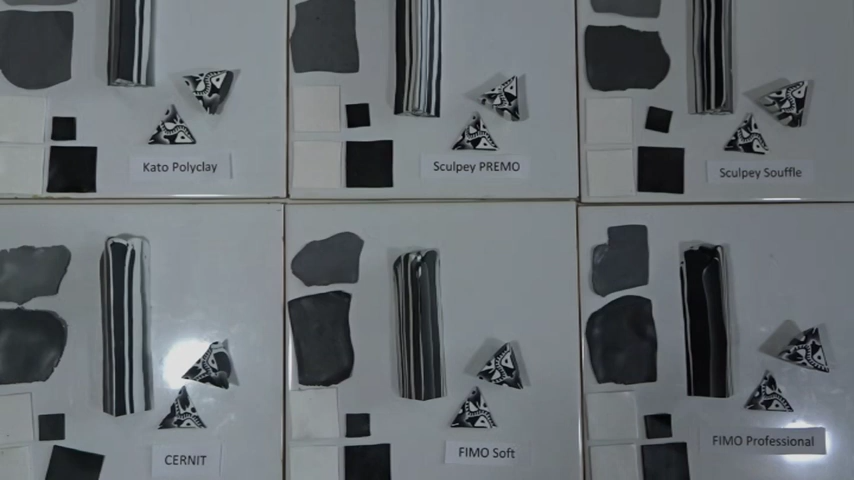 Kato Polyclay
Sculpey PREMO
Sculpey Souffle
CERNIT
FIMO Soft
FIMO Professional